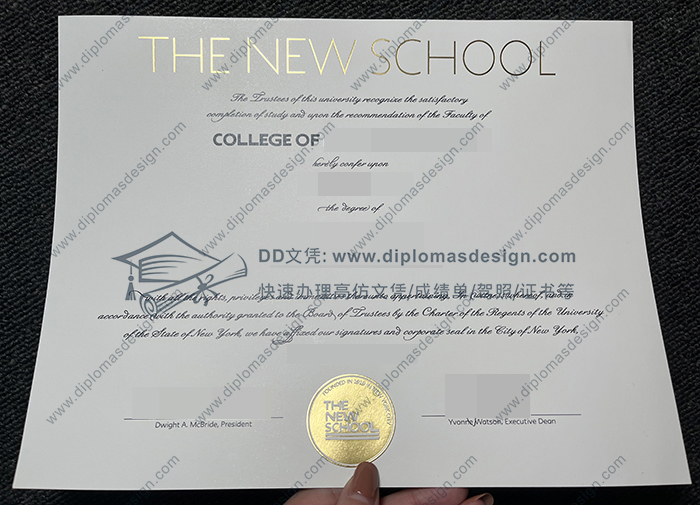 THE NEW SCHOOL
The Trustees of this university recognize the satisfactory
completion of study and upon the recommendation of the Faculty of
COLLEGE OF
hereby confer upon
the degree of
DD文凭: www.diplomasdesign.com
快速办理高仿文凭/成绩单/驾照/证书等
with all the rights, privileges and
accordance with the authority granted to the Board of Trustees by the Charter of the Regents of the University
of the State of New York, we have affixed our signatures and corporate seal in the City of New York,
FOUNDED IN 1919
THE
NEW
SCHOOL
Dwight A. McBride, President
Yvonne Watson, Executive Dean
www.diplomasdesign.com